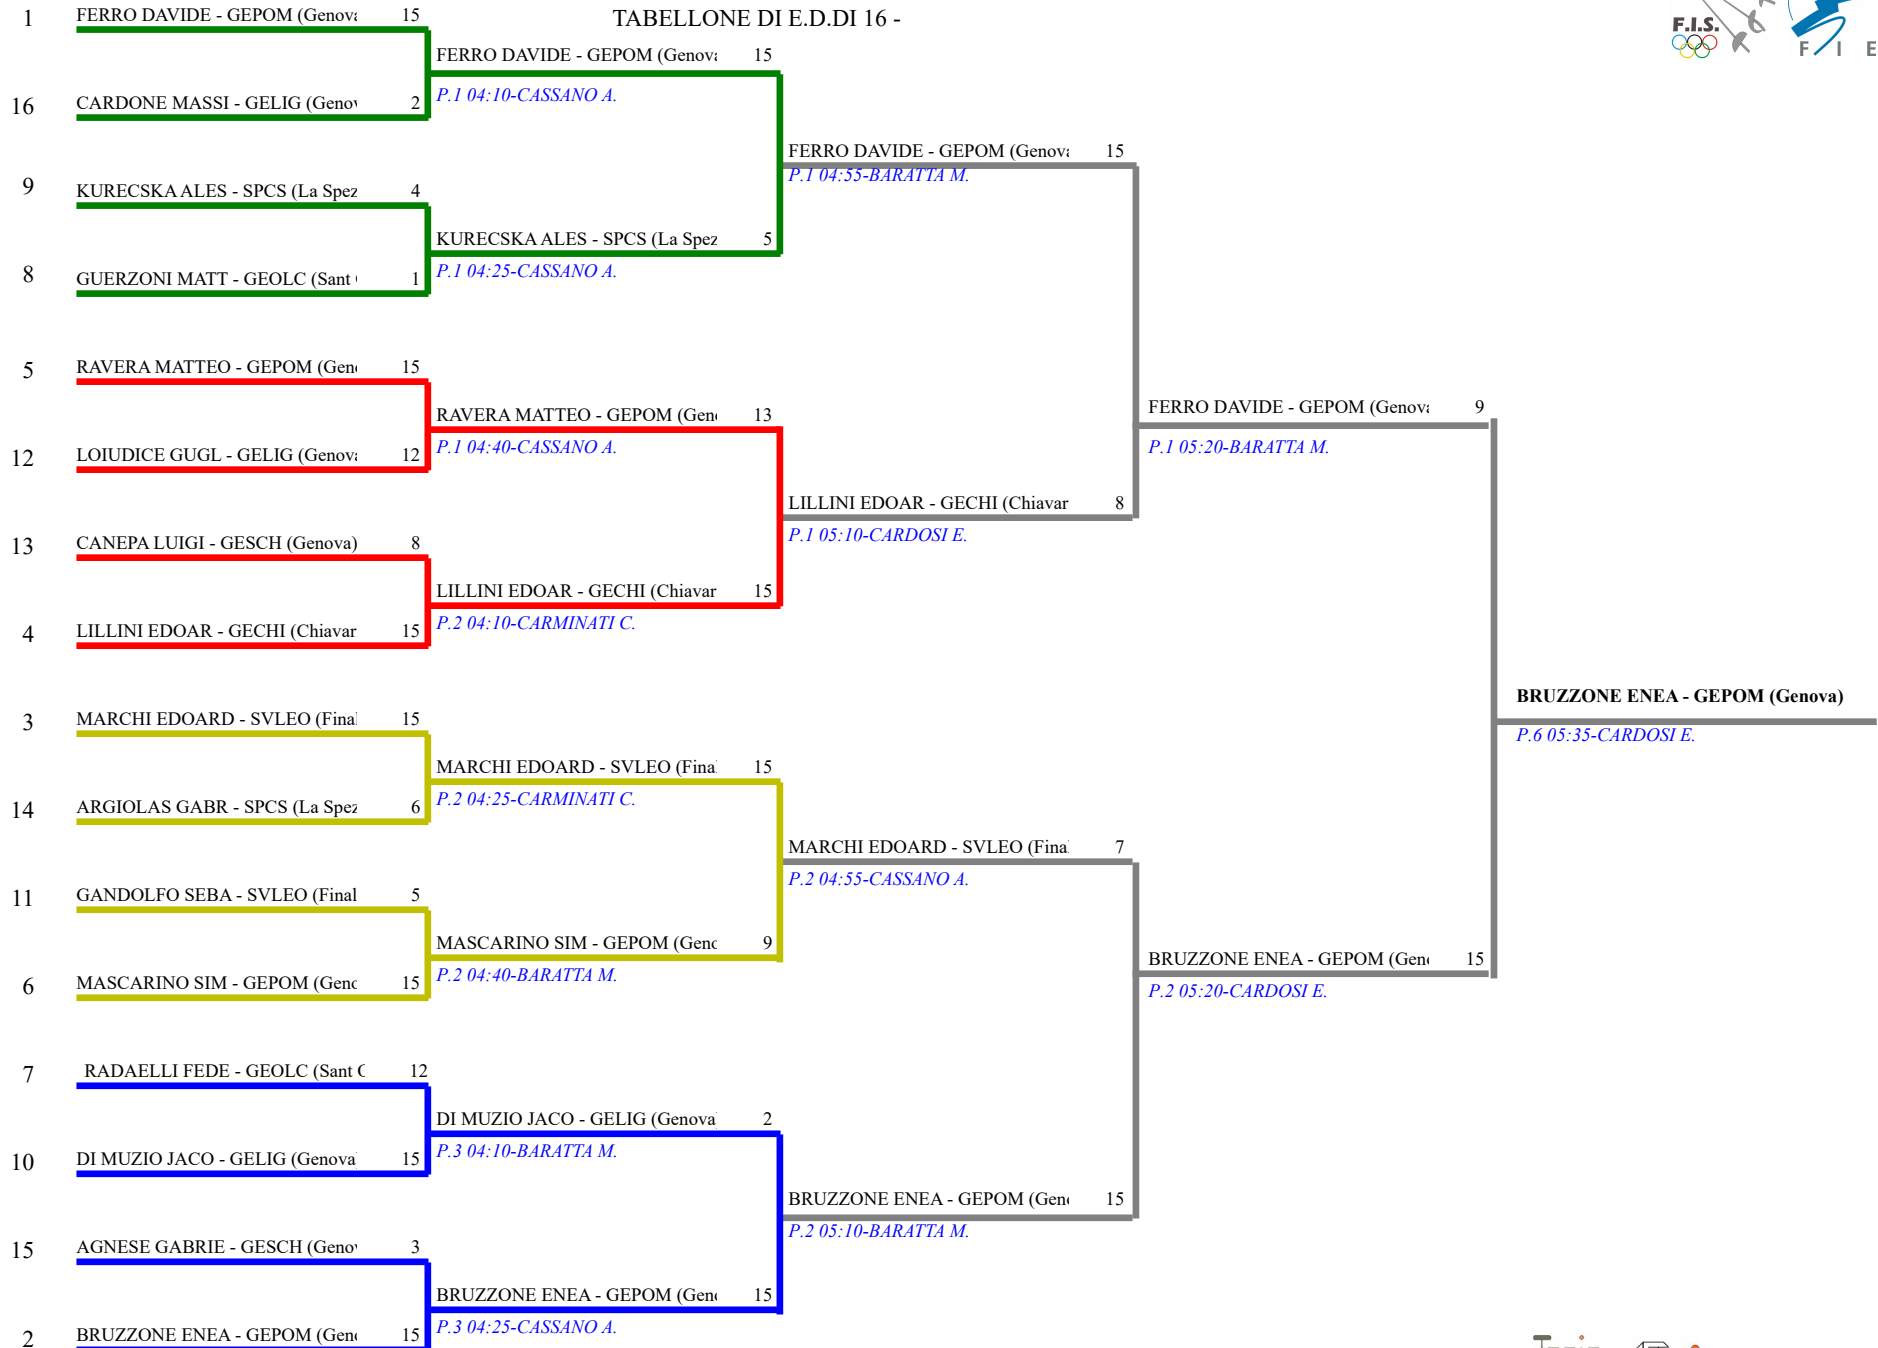 TABELLONE DI E.D.DI 16 -
F.I.S.
F I E
1 FERRO DAVIDE - GEPOM (Genova 15
FERRO DAVIDE - GEPOM (Genova 15
P.1 04:10-CASSANO A.
16 CARDONE MASSI - GELIG (Genov 2
FERRO DAVIDE - GEPOM (Genova 15
P.1 04:55-BARATTA M.
9 KURECSKA ALES - SPCS (La Spez 4
KURECSKA ALES - SPCS (La Spez 5
P.1 04:25-CASSANO A.
8 GUERZONI MATT - GEOLC (Sant 1
5 RAVERA MATTEO - GEPOM (Gen 15
RAVERA MATTEO - GEPOM (Gen 13
P.1 04:40-CASSANO A.
FERRO DAVIDE - GEPOM (Genova 9
P.1 05:20-BARATTA M.
12 LOIUDICE GUGL - GELIG (Genova 12
LILLINI EDOAR - GECHI (Chiavar 8
P.1 05:10-CARDOSI E.
13 CANEPA LUIGI - GESCH (Genova) 8
LILLINI EDOAR - GECHI (Chiavar 15
P.2 04:10-CARMINATI C.
4 LILLINI EDOAR - GECHI (Chiavar 15
BRUZZONE ENEA - GEPOM (Genova)
P.6 05:35-CARDOSI E.
3 MARCHI EDOARD - SVLEO (Final 15
MARCHI EDOARD - SVLEO (Fina 15
P.2 04:25-CARMINATI C.
14 ARGIOLAS GABR - SPCS (La Spez 6
MARCHI EDOARD - SVLEO (Fina 7
P.2 04:55-CASSANO A.
11 GANDOLFO SEBA - SVLEO (Final 5
MASCARINO SIM - GEPOM (Geno 9
P.2 04:40-BARATTA M.
BRUZZONE ENEA - GEPOM (Gen 15
P.2 05:20-CARDOSI E.
6 MASCARINO SIM - GEPOM (Geno 15
7 RADAELLI FEDE - GEOLC (Sant O 12
DI MUZIO JACO - GELIG (Genova 2
P.3 04:10-BARATTA M.
10 DI MUZIO JACO - GELIG (Genova 15
BRUZZONE ENEA - GEPOM (Gen 15
P.2 05:10-BARATTA M.
15 AGNESE GABRIE - GESCH (Genov 3
BRUZZONE ENEA - GEPOM (Gen 15
P.3 04:25-CASSANO A.
2 BRUZZONE ENEA - GEPOM (Gen 15